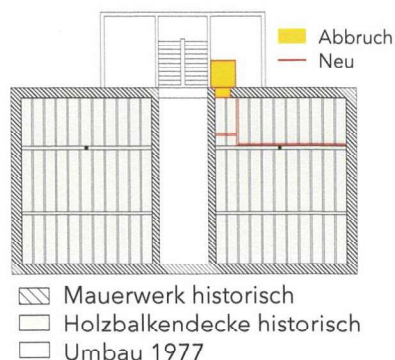 Abbruch
Neu
Mauerwerk historisch
Holzbalkendecke historisch
Umbau 1977